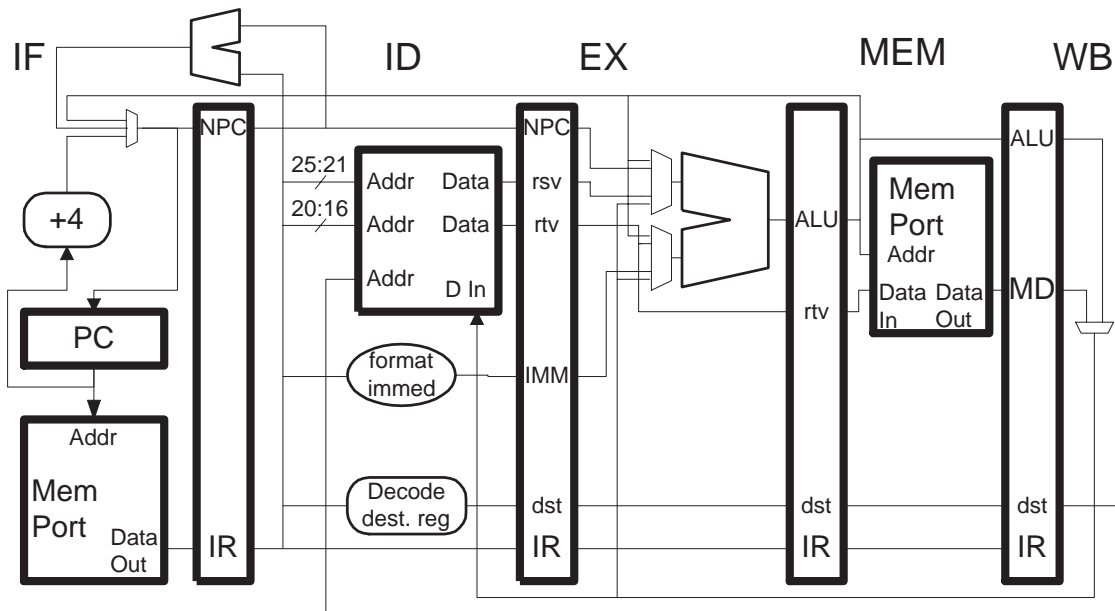 IF
ID
EX
MEM
WB
NPC
25:21
20:16
Addr
Data
Addr
Data
Addr
D In
+4
PC
Addr
Mem
Port
Data
Out
IR
format
immed
Decode
dest. reg
NPC
rsv
rtv
IMM
dst
IR
ALU
rtv
dst
IR
Mem
Port
Addr
Data
In
Data
Out
ALU
MD
dst
IR